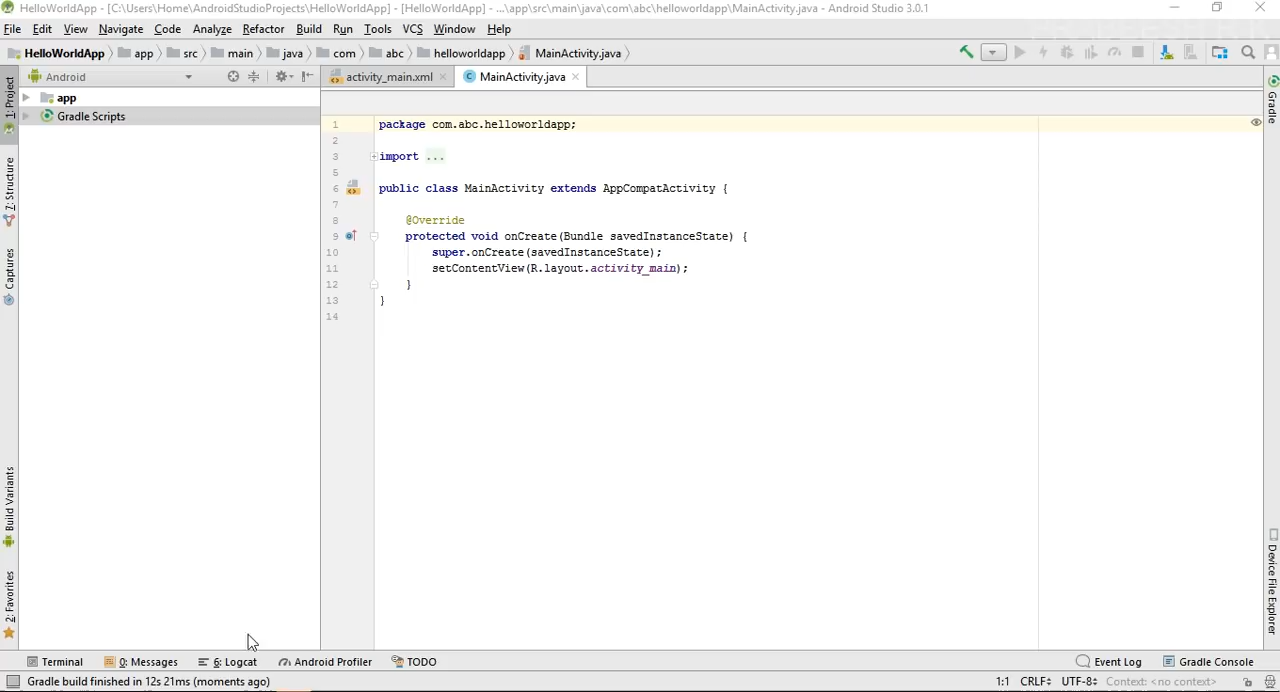 HelloWorldApp - [C:\Users\Home\AndroidStudioProjects\HelloWorldApp] - [HelloWorldApp] - ...\app\src\main\java\com\abc\helloworldapp\MainActivity.java - Android Studio 3.0.1
File Edit View Navigate Code Analyze Refactor Build Run Tools VCS Window Help
HelloWorldApp app src main java com abc helloworldapp MainActivity.java
Android activity_main.xml MainActivity.java
1: Project
7: Structure
Captures
Build Variants
2: Favorites
app
Gradle Scripts
1 package com.abc.helloworldapp;
2
3 import ...
5
6 public class MainActivity extends AppCompatActivity {
7
8 @Override
9 protected void onCreate(Bundle savedInstanceState) {
10 super.onCreate(savedInstanceState);
11 setContentView(R.layout.activity_main);
12 }
13 }
14
Gradle
Device File Explorer
Terminal 0: Messages 6: Logcat Android Profiler TODO Event Log Gradle Console
Gradle build finished in 12s 21ms (moments ago) 1:1 CRLF UTF-8 Context: <no context>